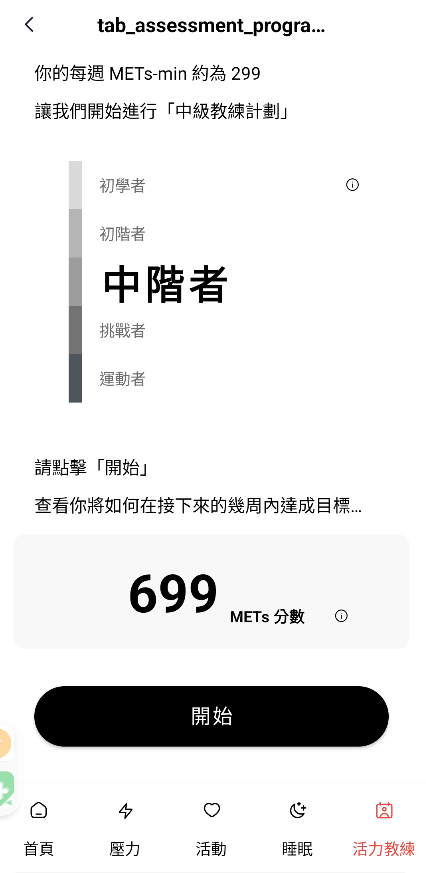 tab_assessment_progra...
你的每週 METs-min 約為 299
讓我們開始進行「中級教練計劃」
初學者
初階者
中階者
挑戰者
運動者
請點擊「開始」
查看你將如何在接下來的幾周內達成目標...
699 METs 分數
開始
首頁 壓力 活動 睡眠 活力教練